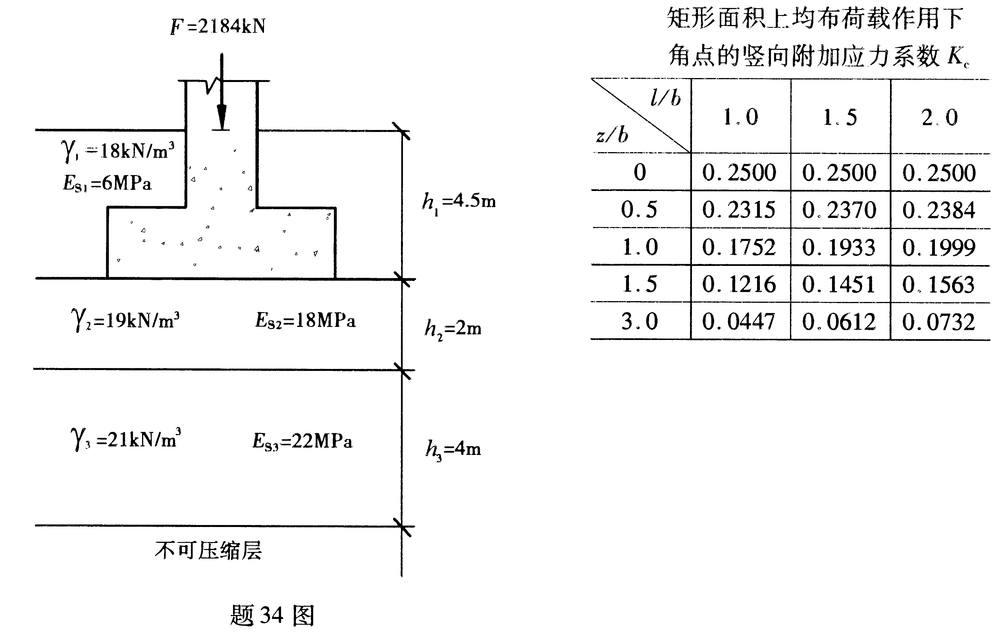 F=2184kN
γ₁=18kN/m³
E_S1=6MPa
h₁=4.5m
γ₂=19kN/m³ E_S2=18MPa
h₂=2m
γ₃=21kN/m³ E_S3=22MPa
h₃=4m
不可压缩层
题34 图
矩形面积上均布荷载作用下
角点的竖向附加应力系数 K_c
l/b 1.0 1.5 2.0
z/b
0 0.2500 0.2500 0.2500
0.5 0.2315 0.2370 0.2384
1.0 0.1752 0.1933 0.1999
1.5 0.1216 0.1451 0.1563
3.0 0.0447 0.0612 0.0732